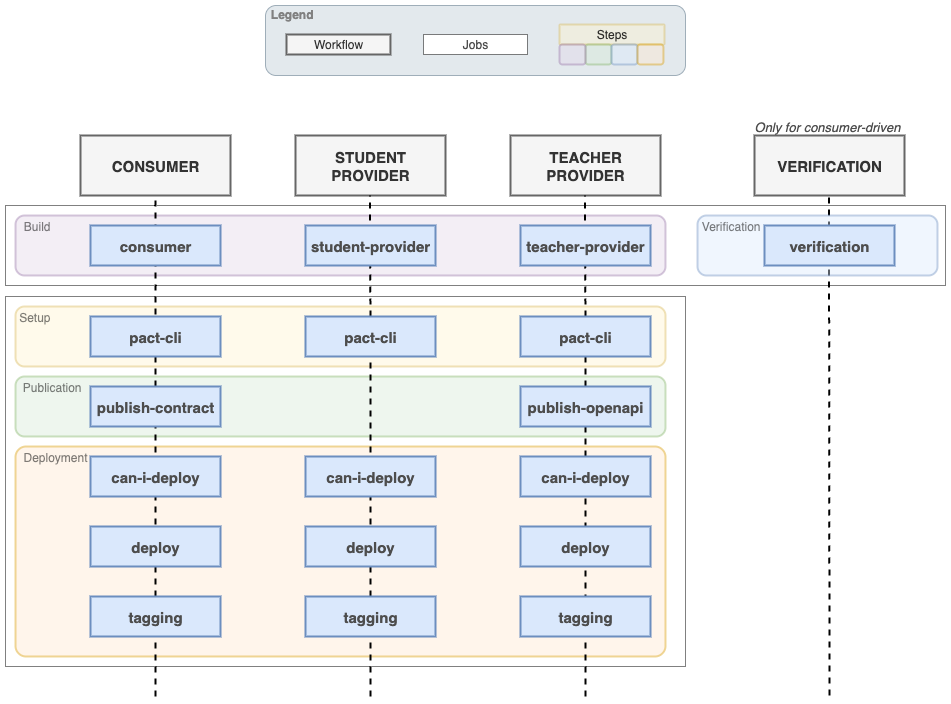 Legend
Workflow
Jobs
Steps
Only for consumer-driven
CONSUMER
STUDENT
PROVIDER
TEACHER
PROVIDER
VERIFICATION
Build
consumer
student-provider
teacher-provider
Verification
verification
Setup
pact-cli
pact-cli
pact-cli
Publication
publish-contract
publish-openapi
Deployment
can-i-deploy
can-i-deploy
can-i-deploy
deploy
deploy
deploy
tagging
tagging
tagging